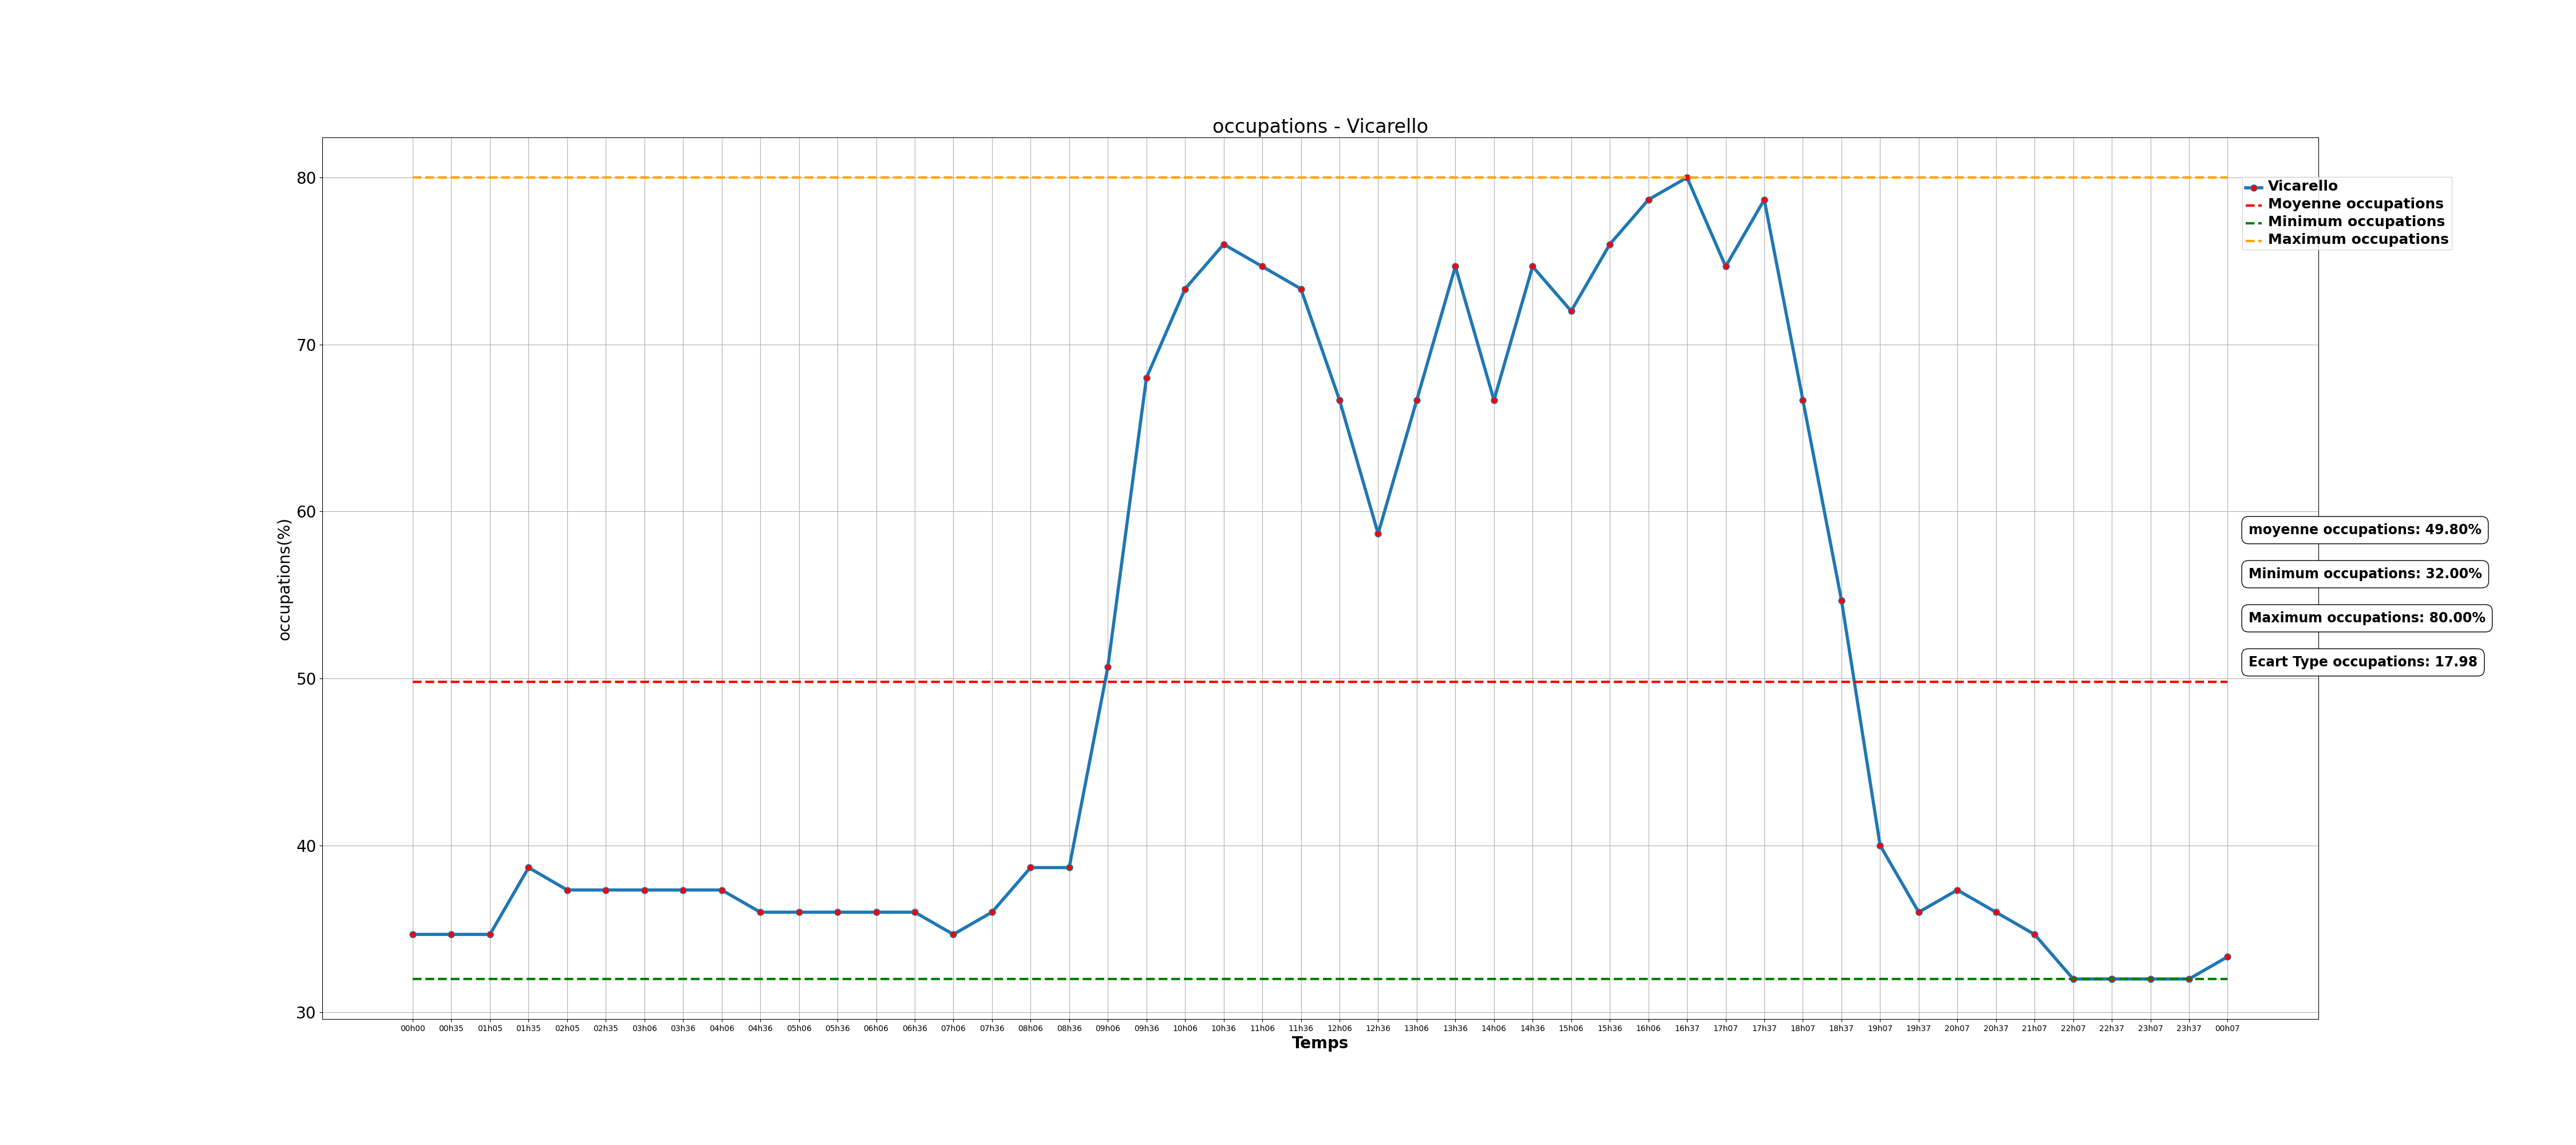 occupations - Vicarello
80
70
60
50
40
30
occupations(%)
Vicarello
Moyenne occupations
Minimum occupations
Maximum occupations
moyenne occupations: 49.80%
Minimum occupations: 32.00%
Maximum occupations: 80.00%
Ecart Type occupations: 17.98
00h00 00h35 01h05 01h35 02h05 02h35 03h06 03h36 04h06 04h36 05h06 05h36 06h06 06h36 07h06 07h36 08h06 08h36 09h06 09h36 10h06 10h36 11h06 11h36 12h06 12h36 13h06 13h36 14h06 14h36 15h06 15h36 16h06 16h37 17h07 17h37 18h07 18h37 19h07 19h37 20h07 20h37 21h07 22h07 22h37 23h07 23h37 00h07
Temps